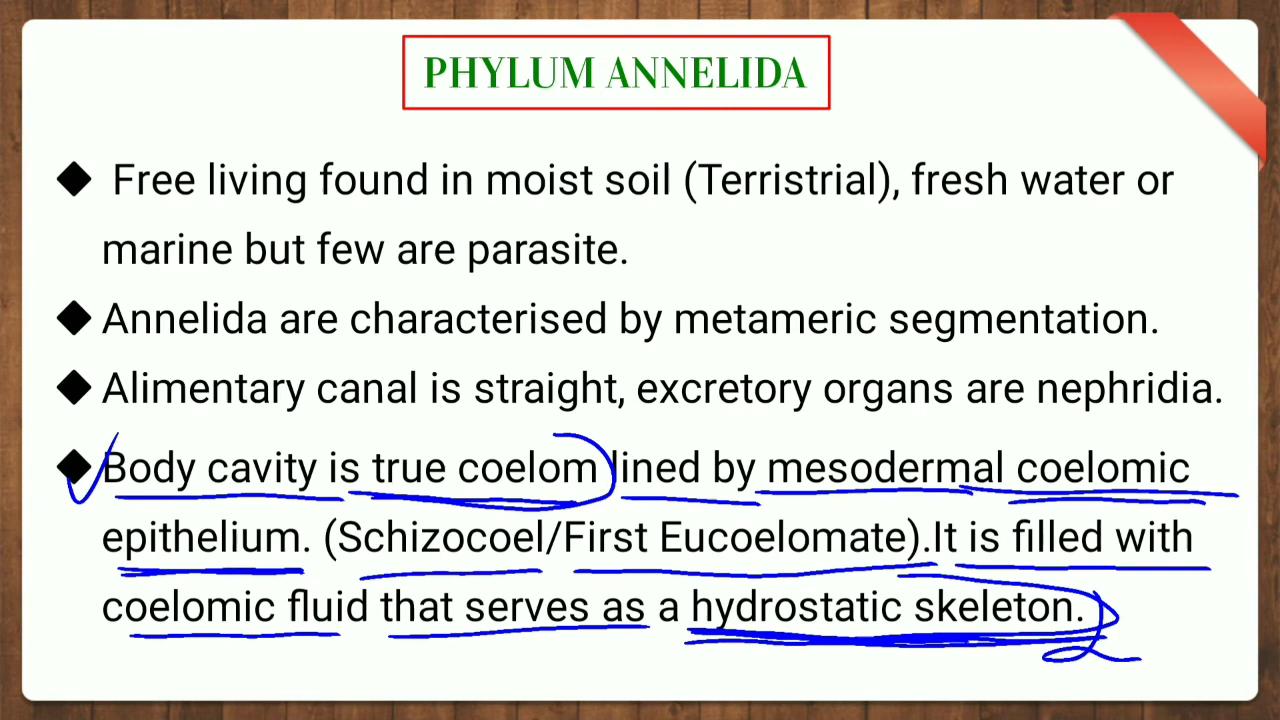 PHYLUM ANNELIDA
◆ Free living found in moist soil (Terristrial), fresh water or
marine but few are parasite.
◆ Annelida are characterised by metameric segmentation.
◆ Alimentary canal is straight, excretory organs are nephridia.
◆ Body cavity is true coelom lined by mesodermal coelomic
epithelium. (Schizocoel/First Eucoelomate).It is filled with
coelomic fluid that serves as a hydrostatic skeleton.